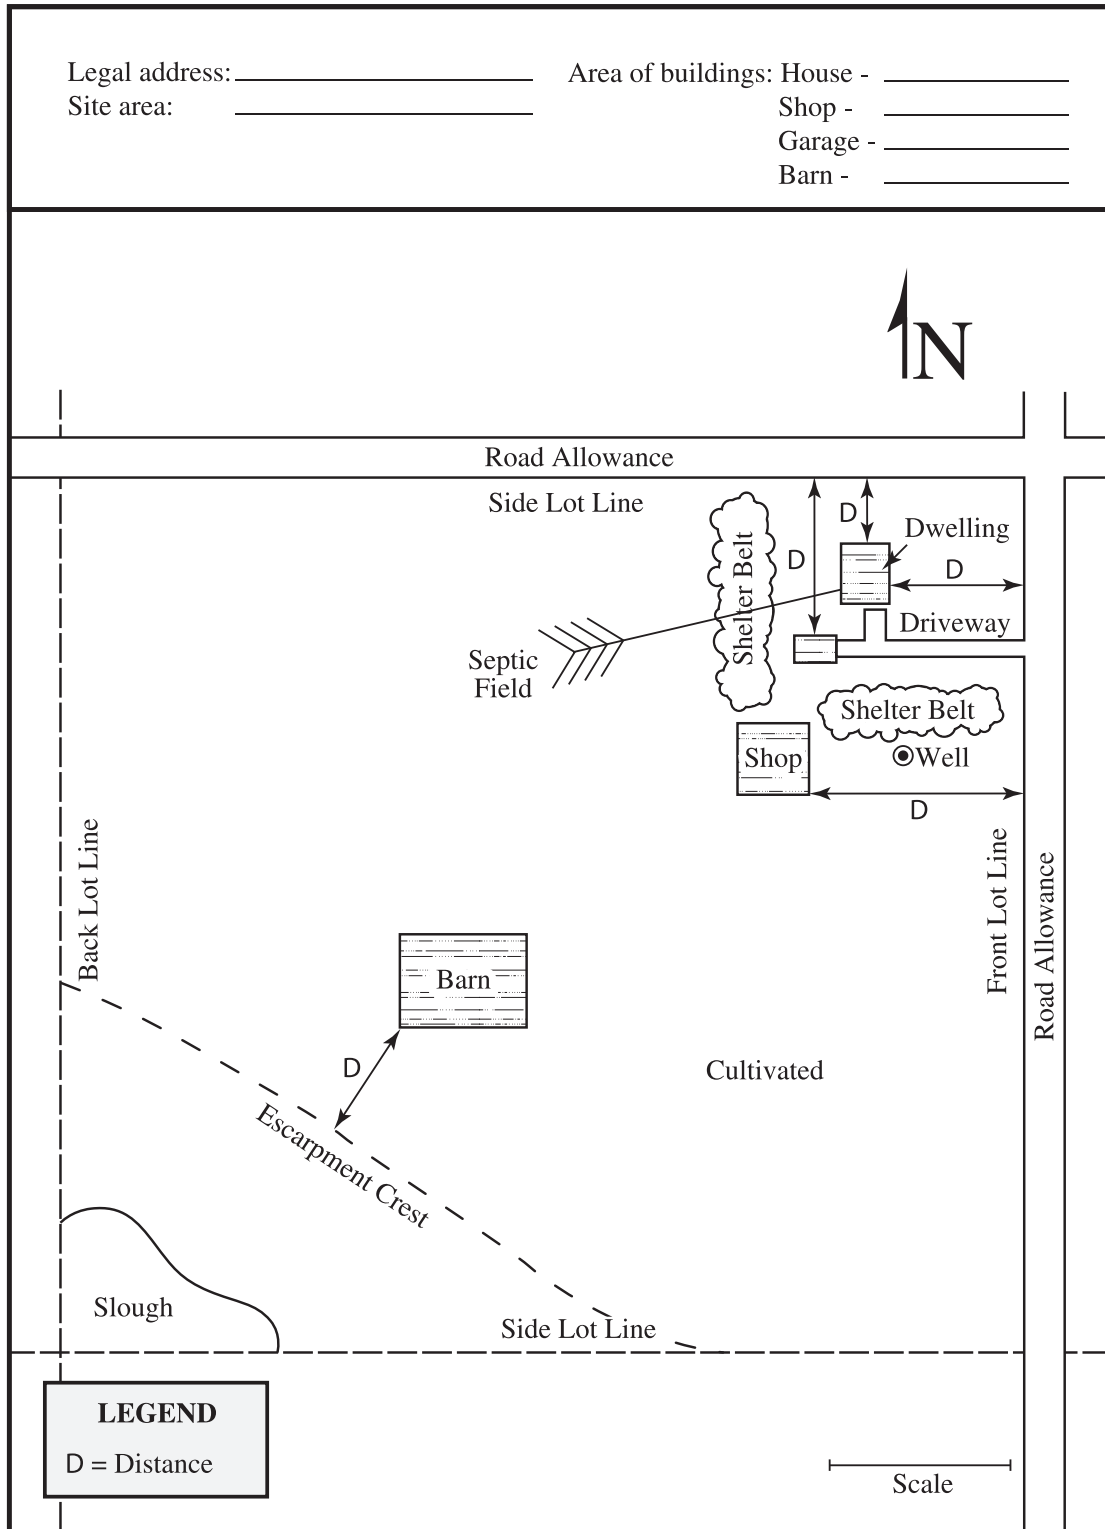 Legal address:
Site area:
Area of buildings: House -
Shop -
Garage -
Barn -
N
Road Allowance
Side Lot Line
D
D
Dwelling
D
Shelter Belt
Driveway
Septic
Field
Shelter Belt
Well
Shop
D
Back Lot Line
Front Lot Line
Road Allowance
Barn
D
Cultivated
Escarpment Crest
Slough
Side Lot Line
LEGEND
D = Distance
Scale